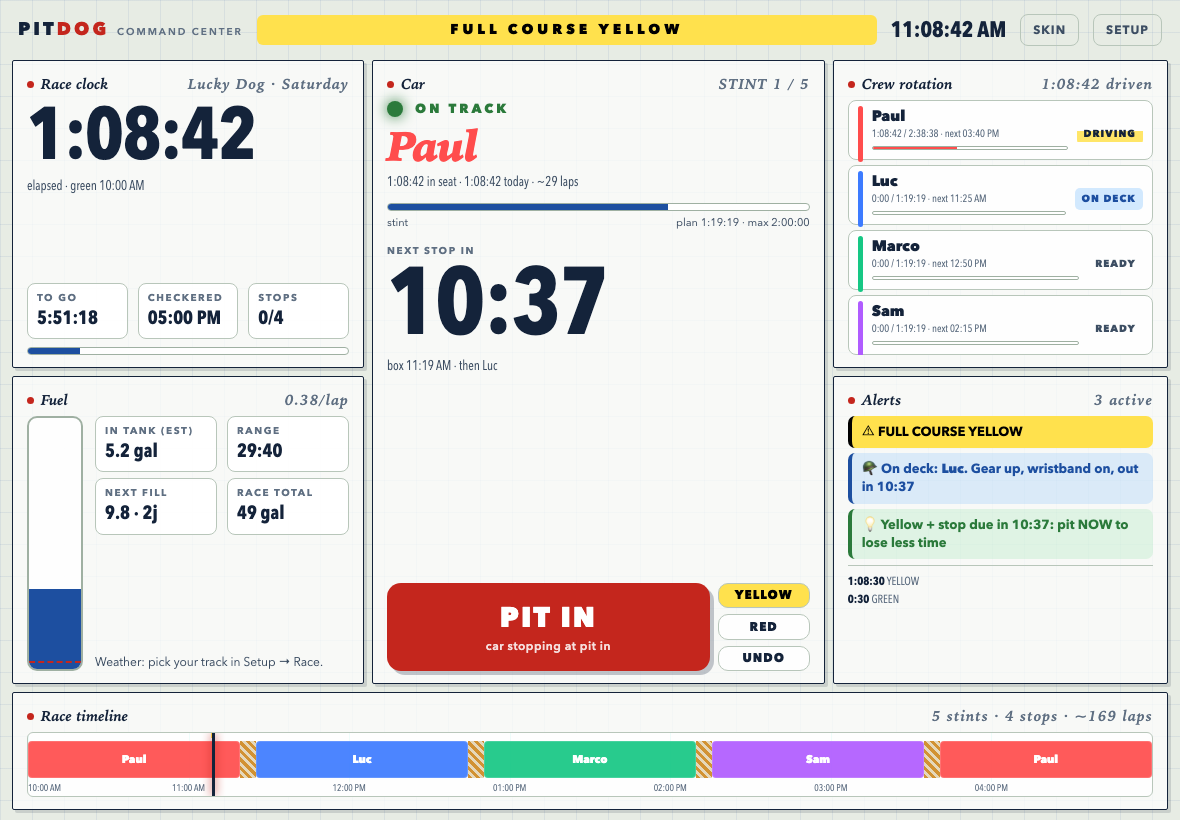 PITDOG COMMAND CENTER
FULL COURSE YELLOW
11:08:42 AM
SKIN
SETUP
Race clock
Lucky Dog · Saturday
1:08:42
elapsed · green 10:00 AM
TO GO
5:51:18
CHECKERED
05:00 PM
STOPS
0/4
Car
STINT 1 / 5
ON TRACK
Paul
1:08:42 in seat · 1:08:42 today · ~29 laps
stint
plan 1:19:19 · max 2:00:00
NEXT STOP IN
10:37
box 11:19 AM · then Luc
PIT IN
car stopping at pit in
YELLOW
RED
UNDO
Crew rotation
1:08:42 driven
Paul
1:08:42 / 2:38:38 · next 03:40 PM
DRIVING
Luc
0:00 / 1:19:19 · next 11:25 AM
ON DECK
Marco
0:00 / 1:19:19 · next 12:50 PM
READY
Sam
0:00 / 1:19:19 · next 02:15 PM
READY
Fuel
0.38/lap
IN TANK (EST)
5.2 gal
RANGE
29:40
NEXT FILL
9.8 · 2j
RACE TOTAL
49 gal
Weather: pick your track in Setup → Race.
Alerts
3 active
⚠ FULL COURSE YELLOW
🪖 On deck: Luc. Gear up, wristband on, out
in 10:37
💡 Yellow + stop due in 10:37: pit NOW to
lose less time
1:08:30 YELLOW
0:30 GREEN
Race timeline
5 stints · 4 stops · ~169 laps
Paul
Luc
Marco
Sam
Paul
10:00 AM
11:00 AM
12:00 PM
01:00 PM
02:00 PM
03:00 PM
04:00 PM